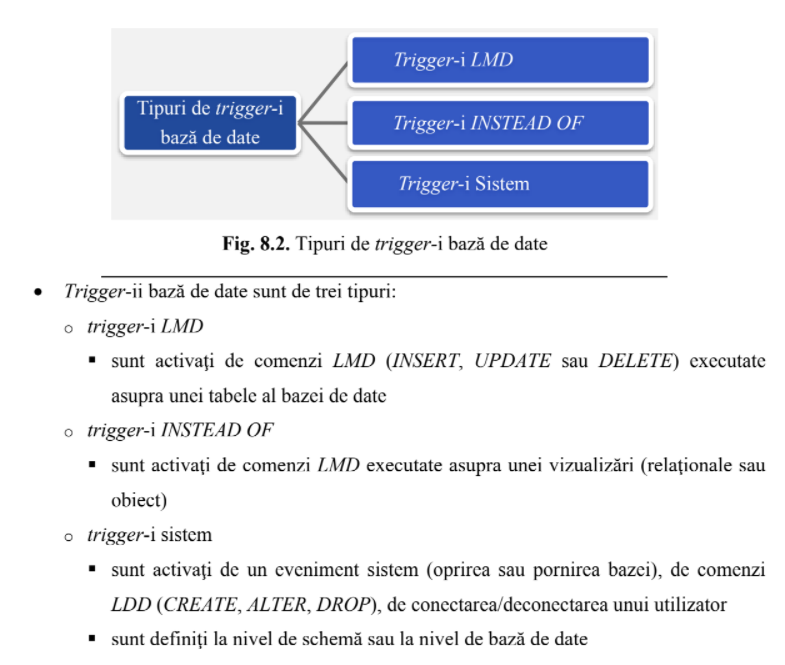 Tipuri de trigger-i
bază de date
Trigger-i LMD
Trigger-i INSTEAD OF
Trigger-i Sistem
Fig. 8.2. Tipuri de trigger-i bază de date
• Trigger-ii bază de date sunt de trei tipuri:
o trigger-i LMD
▪ sunt activaţi de comenzi LMD (INSERT, UPDATE sau DELETE) executate
asupra unei tabele al bazei de date
o trigger-i INSTEAD OF
▪ sunt activaţi de comenzi LMD executate asupra unei vizualizări (relaţionale sau
obiect)
o trigger-i sistem
▪ sunt activaţi de un eveniment sistem (oprirea sau pornirea bazei), de comenzi
LDD (CREATE, ALTER, DROP), de conectarea/deconectarea unui utilizator
▪ sunt definiţi la nivel de schemă sau la nivel de bază de date